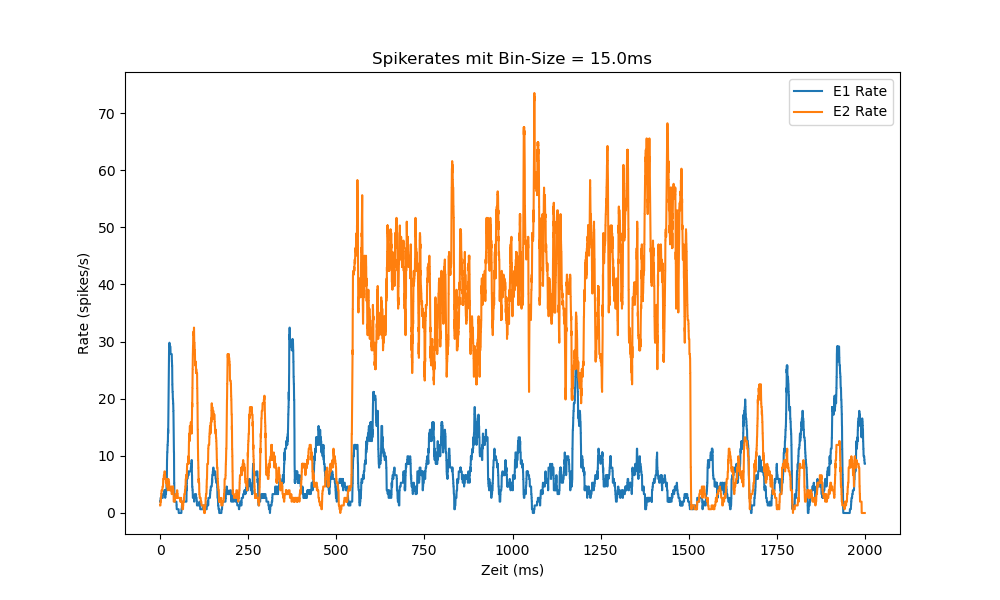 Spikerates mit Bin-Size = 15.0ms
E1 Rate
E2 Rate
Rate (spikes/s)
70
60
50
40
30
20
10
0
0 250 500 750 1000 1250 1500 1750 2000
Zeit (ms)